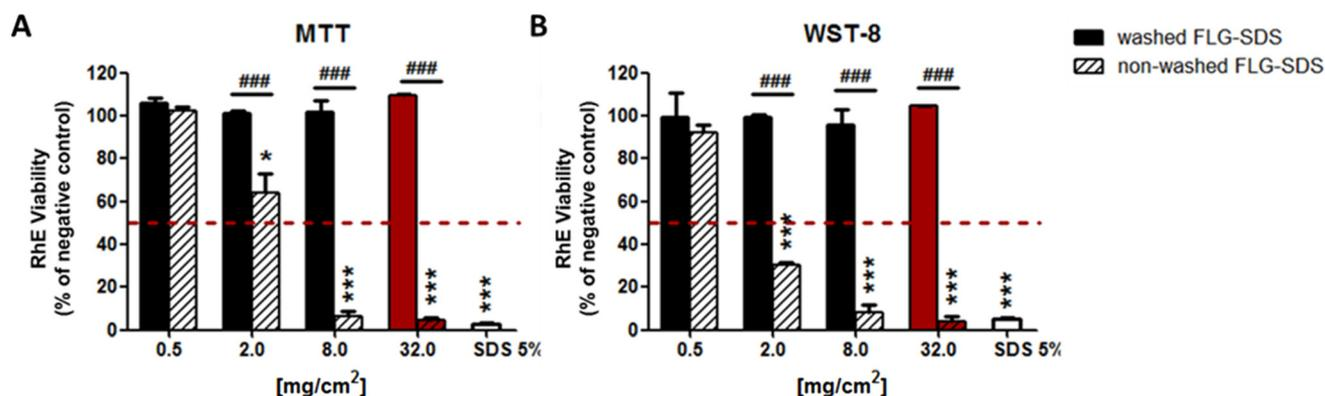 A
MTT
RhE Viability
(% of negative control)
120
100
80
60
40
20
0
###
###
###
*
***
***
***
0.5 2.0 8.0 32.0 SDS 5%
[mg/cm²]
B
WST-8
RhE Viability
(% of negative control)
120
100
80
60
40
20
0
###
###
###
***
***
***
***
0.5 2.0 8.0 32.0 SDS 5%
[mg/cm²]
washed FLG-SDS
non-washed FLG-SDS